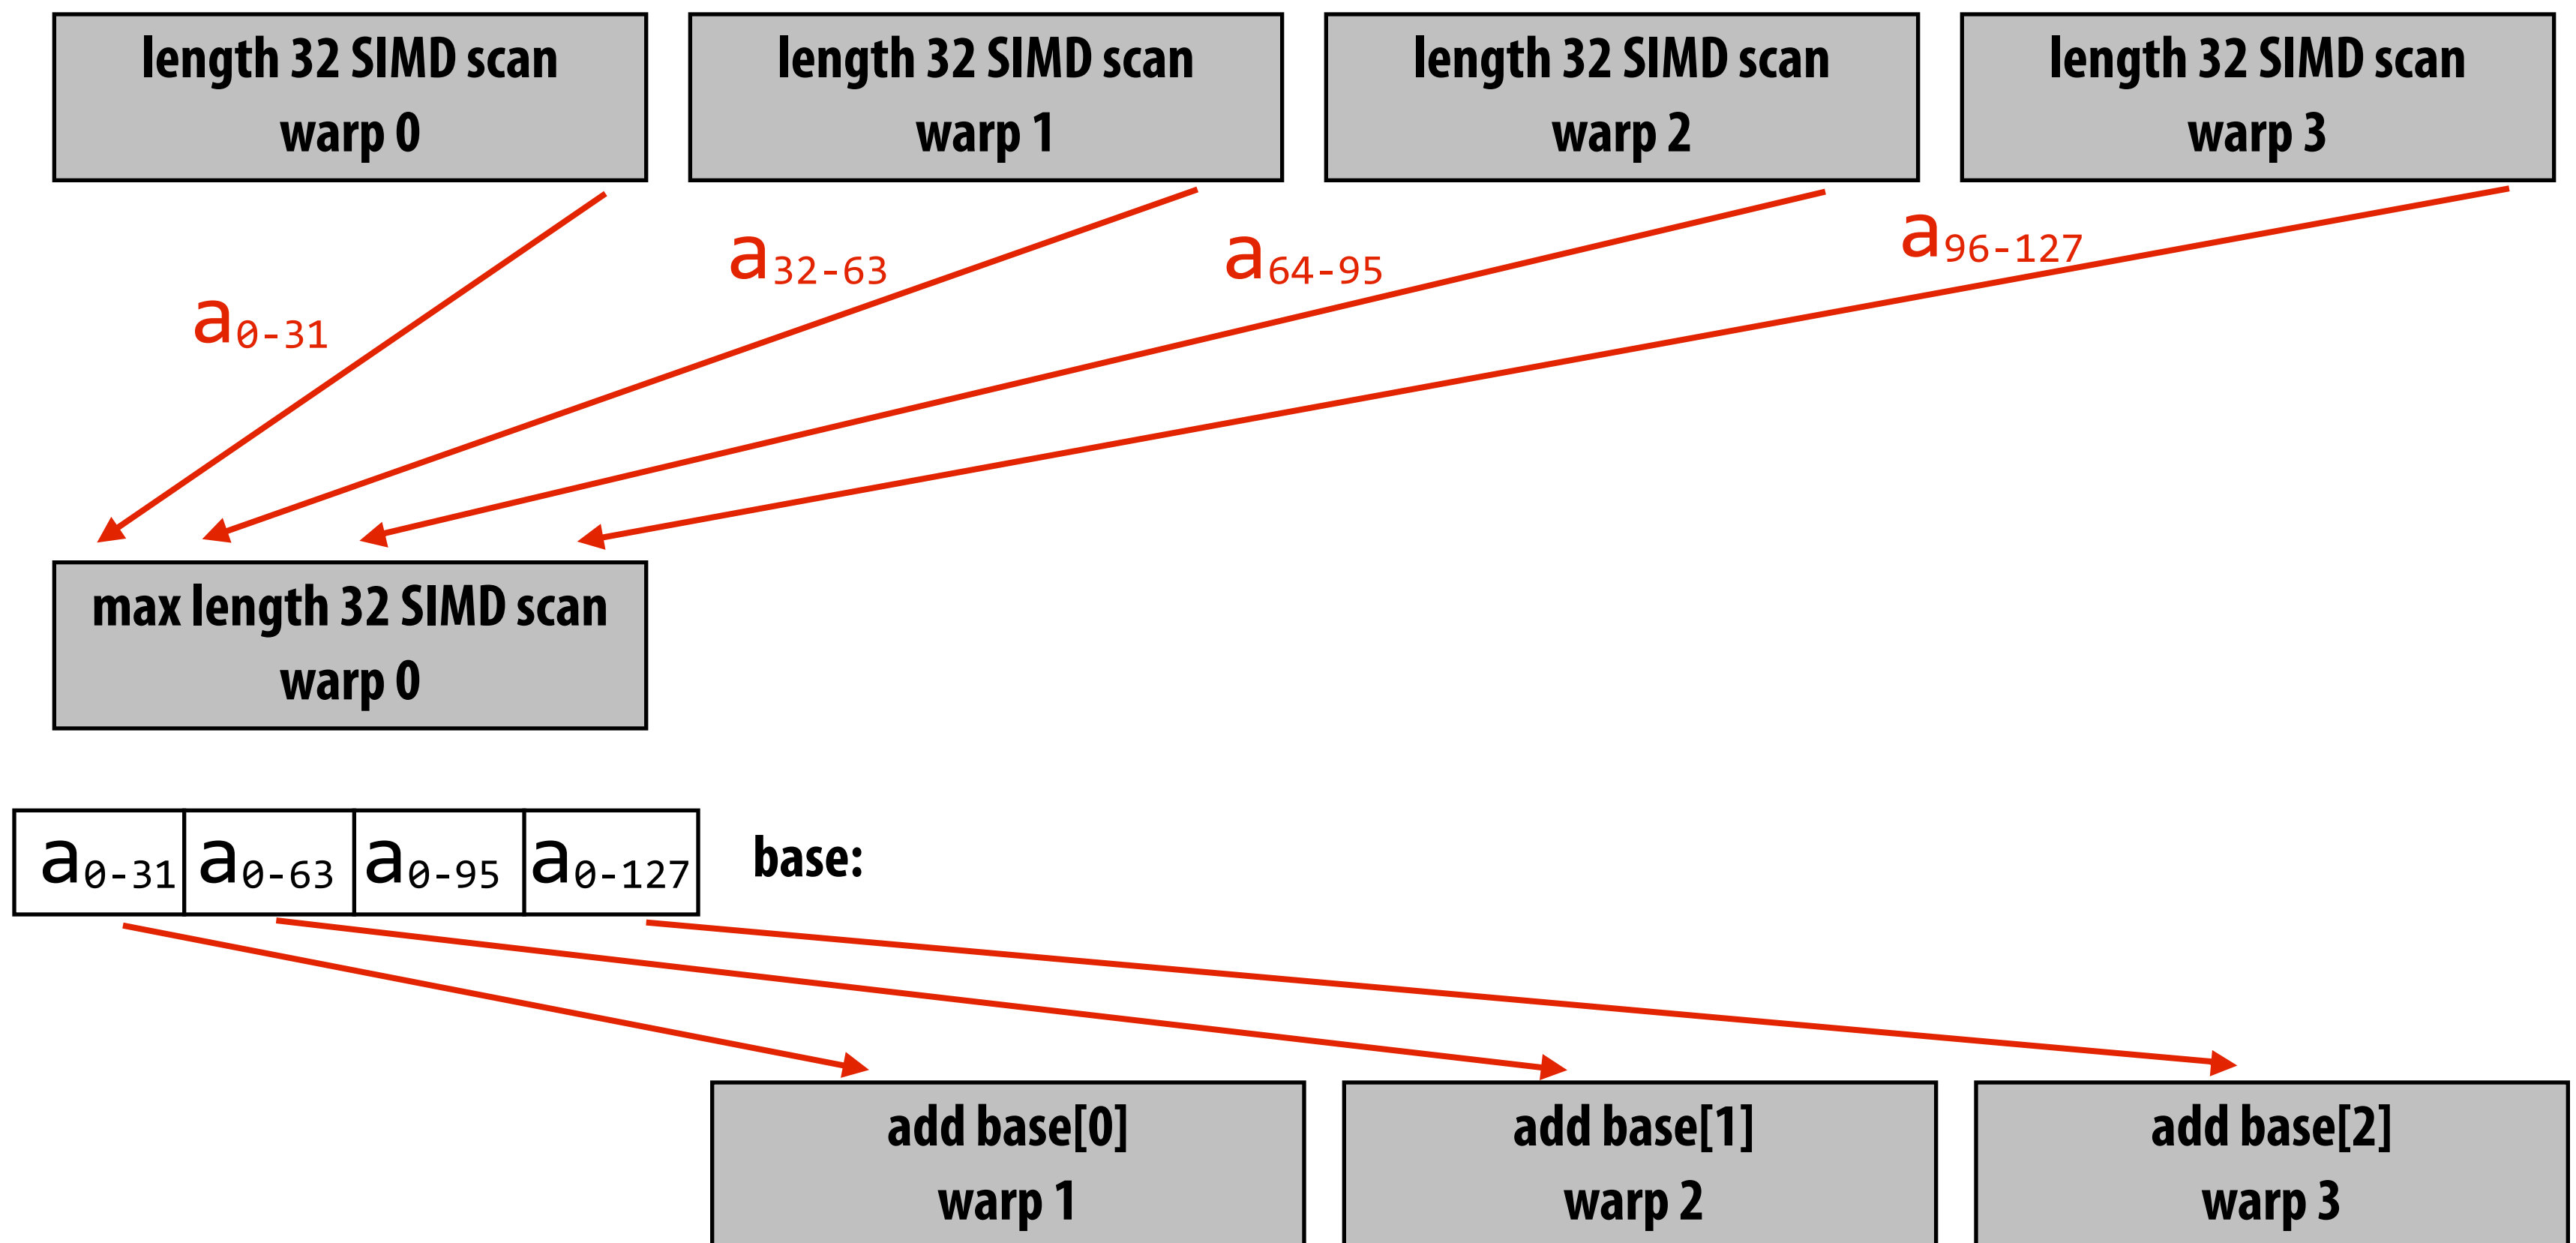 length 32 SIMD scan
warp 0
length 32 SIMD scan
warp 1
length 32 SIMD scan
warp 2
length 32 SIMD scan
warp 3
a0-31
a32-63
a64-95
a96-127
max length 32 SIMD scan
warp 0
a0-31 a0-63 a0-95 a0-127 base:
add base[0]
warp 1
add base[1]
warp 2
add base[2]
warp 3